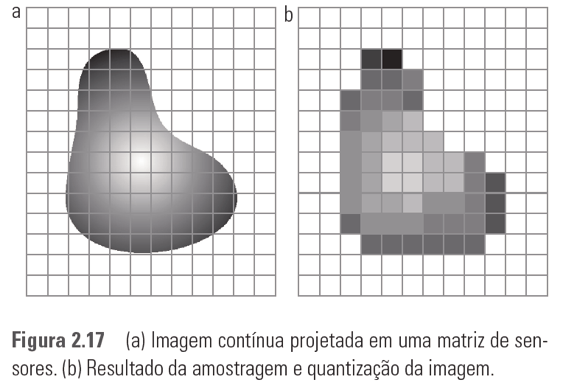 a
b
Figura 2.17 (a) Imagem contínua projetada em uma matriz de sen-
sores. (b) Resultado da amostragem e quantização da imagem.